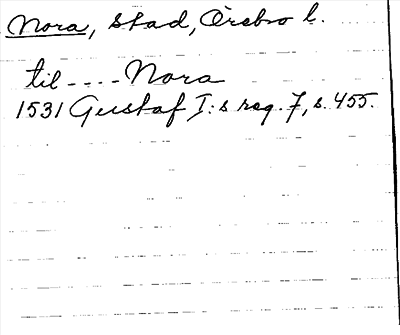 Nora, Stad, Örebro l.
til .... Nora
1531 Gustaf I:s reg. 7, s. 455.